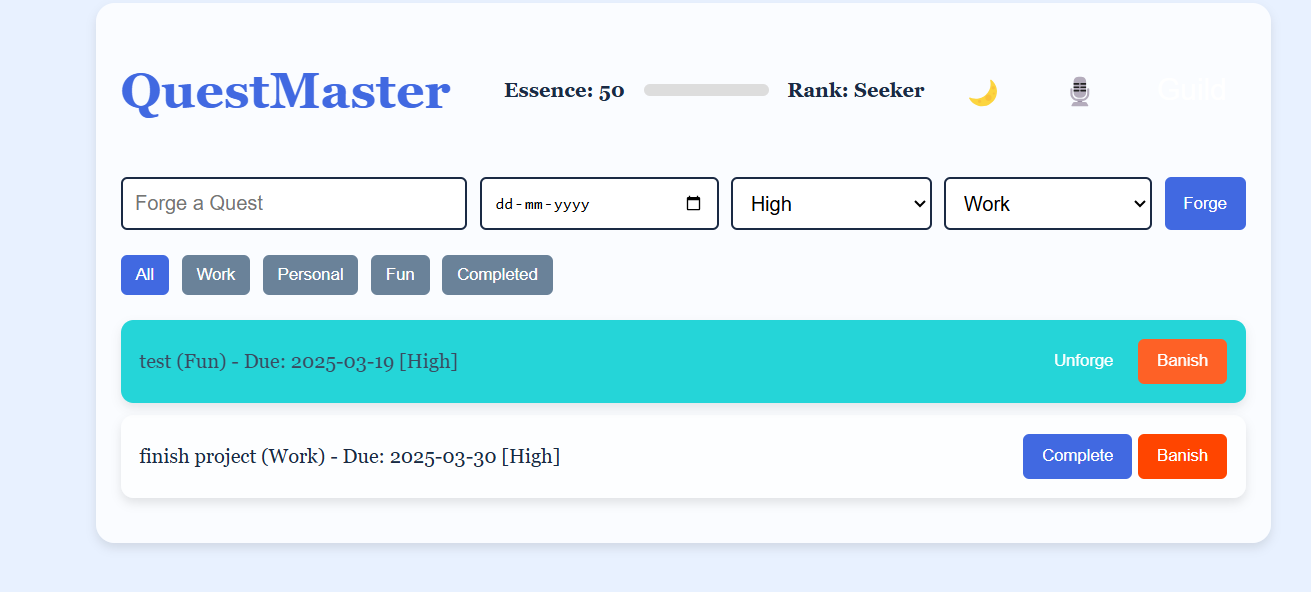 QuestMaster Essence: 50 Rank: Seeker Guild
Forge a Quest dd-mm-yyyy High Work Forge
All Work Personal Fun Completed
test (Fun) - Due: 2025-03-19 [High] Unforge Banish
finish project (Work) - Due: 2025-03-30 [High] Complete Banish